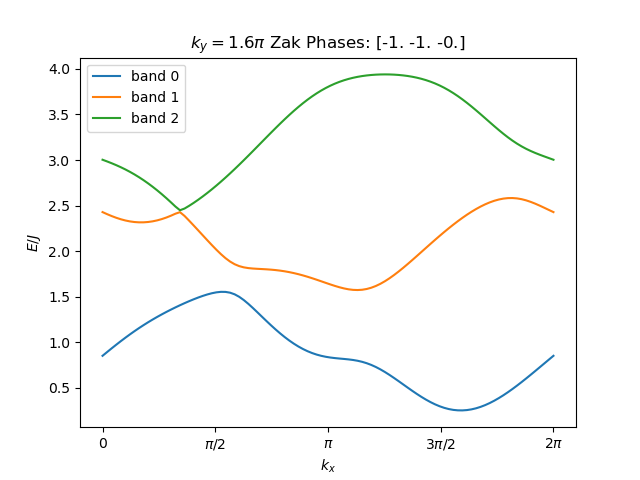 k_y = 1.6π Zak Phases: [-1. -1. -0.]
band 0
band 1
band 2
4.0
3.5
3.0
2.5
2.0
1.5
1.0
0.5
E/J
0 π/2 π 3π/2 2π
k_x